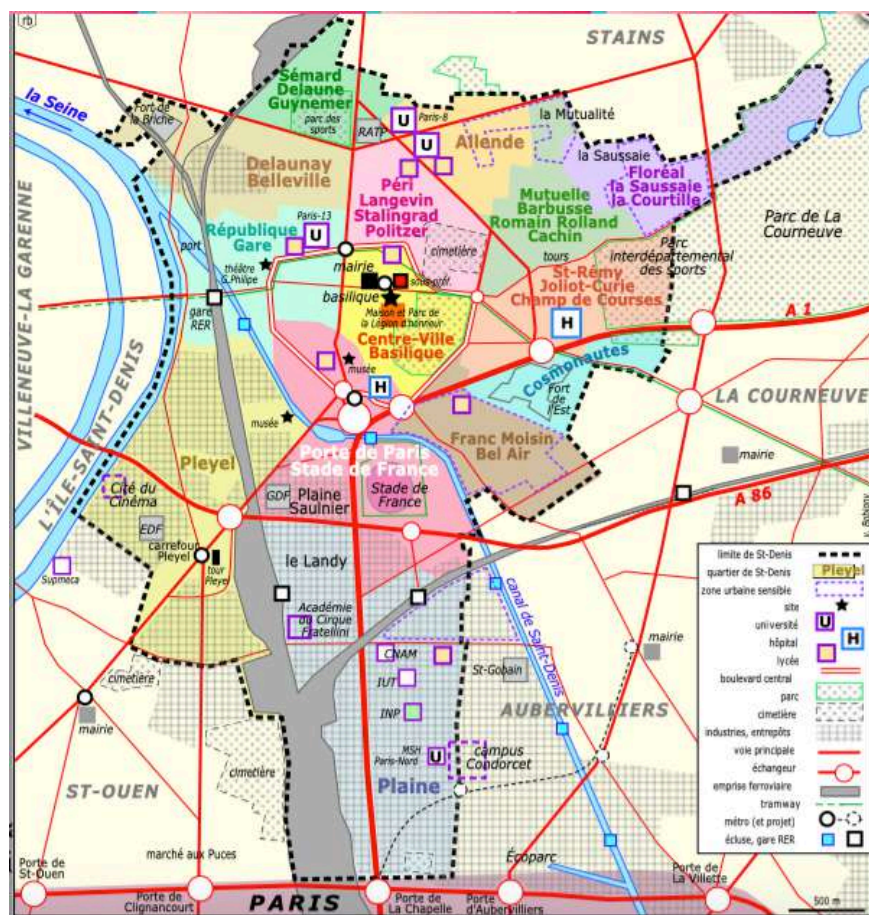 rb
STAINS
la Seine
Fort de
la Briche
Sémard
Delaune
Guynemer
parc des
sports
RATP
U
Paris-8
U
Allende
la Mutualité
la Saussaie
Floréal
la Saussaie
la Courtille
Delaunay
Belleville
Péri
Langevin
Stalingrad
Politzer
Mutuelle
Barbusse
Romain Rolland
Cachin
Parc de La
Courneuve
VILLENEUVE-LA GARENNE
port
République
Gare
Paris-13
U
cimetière
tours
Parc
interdépartemental
des sports
théâtre
G.Philipe
mairie
sous-préf.
basilique
St-Rémy
Joliot-Curie
Champ de Courses
gare
RER
Maison et Parc de
la Légion d'honneur
Centre-Ville
Basilique
H
A 1
L'ÎLE-SAINT-DENIS
musée
H
Cosmonautes
Fort
de
l'Est
LA COURNEUVE
musée
Franc Moisin
Bel Air
mairie
Pleyel
Porte de Paris
Stade de France
Cité du
Cinéma
GDF
Plaine
Saulnier
Stade de
France
A 86
v. Bobigny
EDF
carrefour
Pleyel
tour
Pleyel
le Landy
Supmeca
canal de Saint-Denis
Académie
du Cirque
Fratellini
CNAM
St-Gobain
mairie
IUT
cimetière
INP
AUBERVILLIERS
mairie
MSH
Paris-Nord
U
campus
Condorcet
cimetière
Plaine
ST-OUEN
limite de St-Denis
quartier de St-Denis
Pleyel
zone urbaine sensible
site
université
U
hôpital
H
lycée
boulevard central
parc
cimetière
industries, entrepôts
voie principale
échangeur
emprise ferroviaire
tramway
métro (et projet)
écluse, gare RER
marché aux Puces
Écoparc
Porte de
St-Ouen
Porte de
Clignancourt
PARIS
Porte de
La Chapelle
Porte
d'Aubervilliers
Porte de
La Villette
500 m